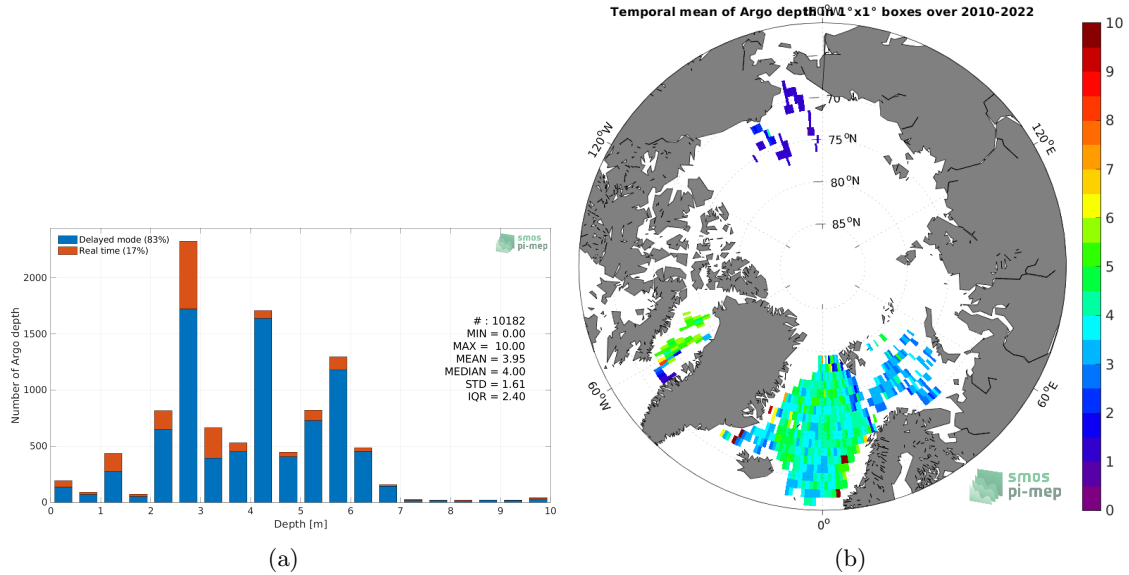 Temporal mean of Argo depth in 1°x1° boxes over 2010-2022
180°W
Delayed mode (83%)
Real time (17%)
smos
pi-mep
# : 10182
MIN = 0.00
MAX = 10.00
MEAN = 3.95
MEDIAN = 4.00
STD = 1.61
IQR = 2.40
Number of Argo depth
2000
1500
1000
500
0
0 1 2 3 4 5 6 7 8 9 10
Depth [m]
(a)
120°W
120°E
60°W
60°E
0°
70°N
75°N
80°N
85°N
smos
pi-mep
10
9
8
7
6
5
4
3
2
1
0
(b)